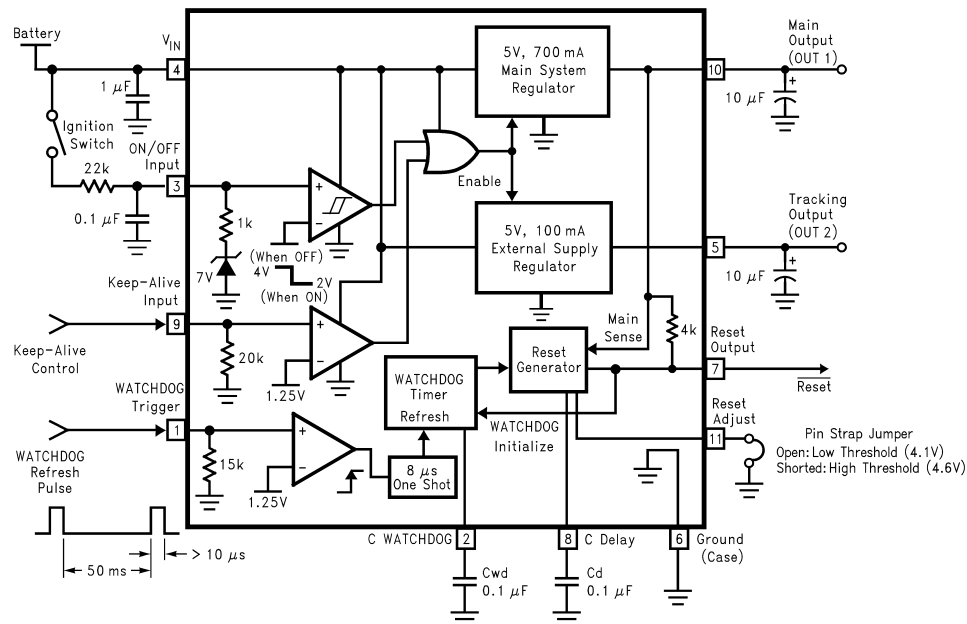 Battery
V_IN
4
1 μF
Ignition
Switch
ON/OFF
Input
22k
3
0.1 μF
1k
7V
(When OFF)
4V
2V
(When ON)
+
−
5V, 700 mA
Main System
Regulator
Enable
5V, 100 mA
External Supply
Regulator
10
Main
Output
(OUT 1)
+
10 μF
5
Tracking
Output
(OUT 2)
+
10 μF
Keep-Alive
Input
9
Keep-Alive
Control
20k
+
−
1.25V
WATCHDOG
Timer
Refresh
Reset
Generator
Main
Sense
4k
Reset
Output
7
Reset
WATCHDOG
Initialize
WATCHDOG
Trigger
1
WATCHDOG
Refresh
Pulse
15k
+
−
1.25V
8 μs
One Shot
Reset
Adjust
11
Pin Strap Jumper
Open: Low Threshold (4.1V)
Shorted: High Threshold (4.6V)
> 10 μs
50 ms
C WATCHDOG
2
8
C Delay
6
Ground
(Case)
Cwd
0.1 μF
Cd
0.1 μF